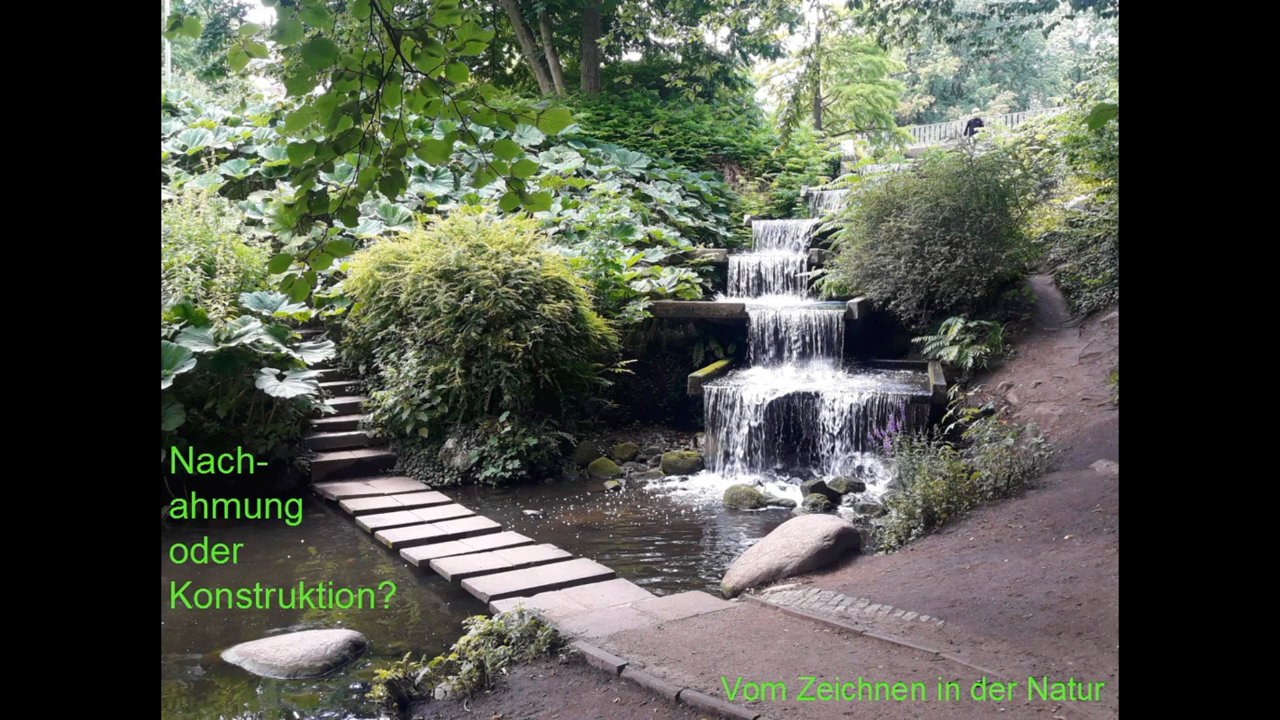 Nach-
ahmung
oder
Konstruktion?
Vom Zeichnen in der Natur